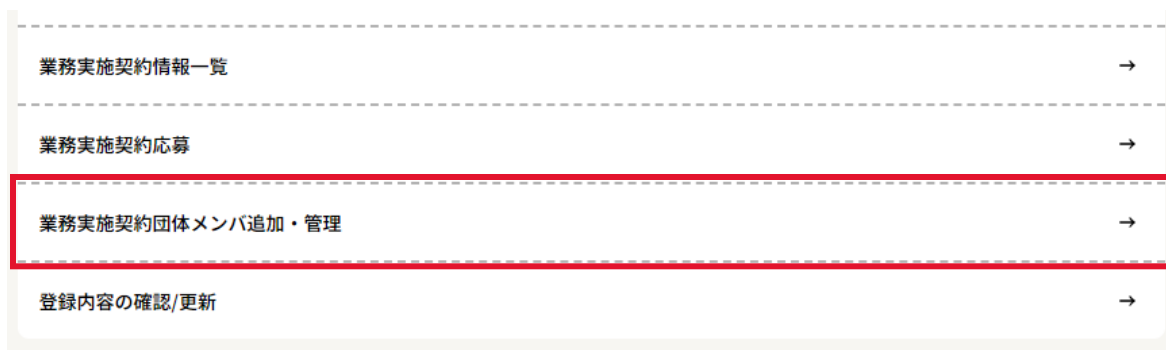 業務実施契約情報一覧 →
業務実施契約応募 →
業務実施契約団体メンバ追加・管理 →
登録内容の確認/更新 →